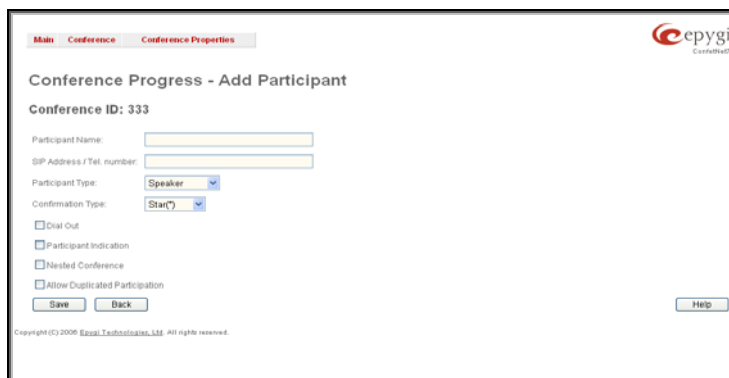 Main Conference Conference Properties
epygi
Conference Progress - Add Participant
Conference ID: 333
Participant Name:
SIP Address / Tel. number:
Participant Type: Speaker
Confirmation Type: Star(*)
Dial Out
Participant Indication
Nested Conference
Allow Duplicated Participation
Save Back Help
Copyright (C) 2006 Epygi Technologies, Ltd. All rights reserved.